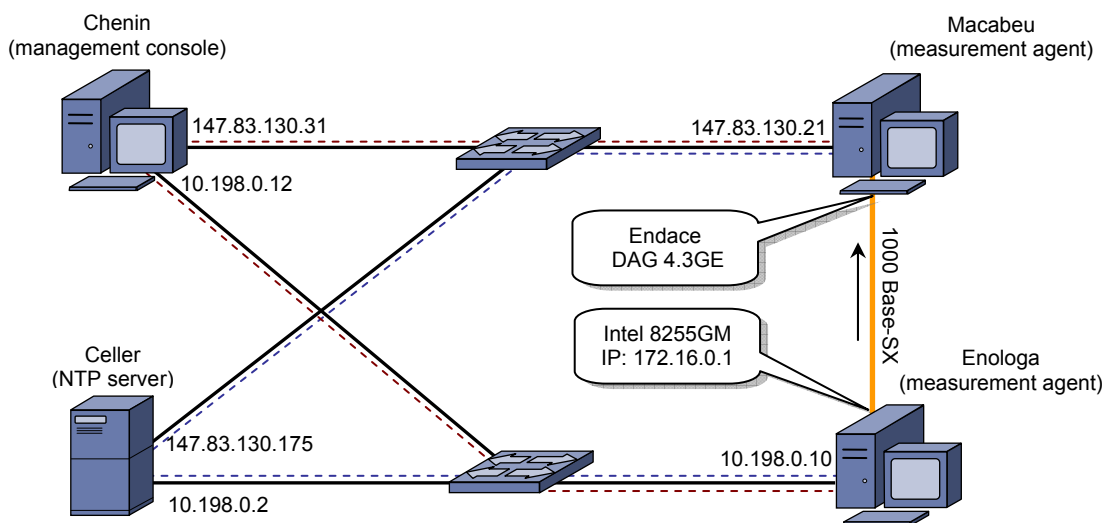 Chenin
(management console)
Macabeu
(measurement agent)
147.83.130.31
147.83.130.21
10.198.0.12
Endace
DAG 4.3GE
1000 Base-SX
Intel 8255GM
IP: 172.16.0.1
Celler
(NTP server)
Enologa
(measurement agent)
147.83.130.175
10.198.0.10
10.198.0.2